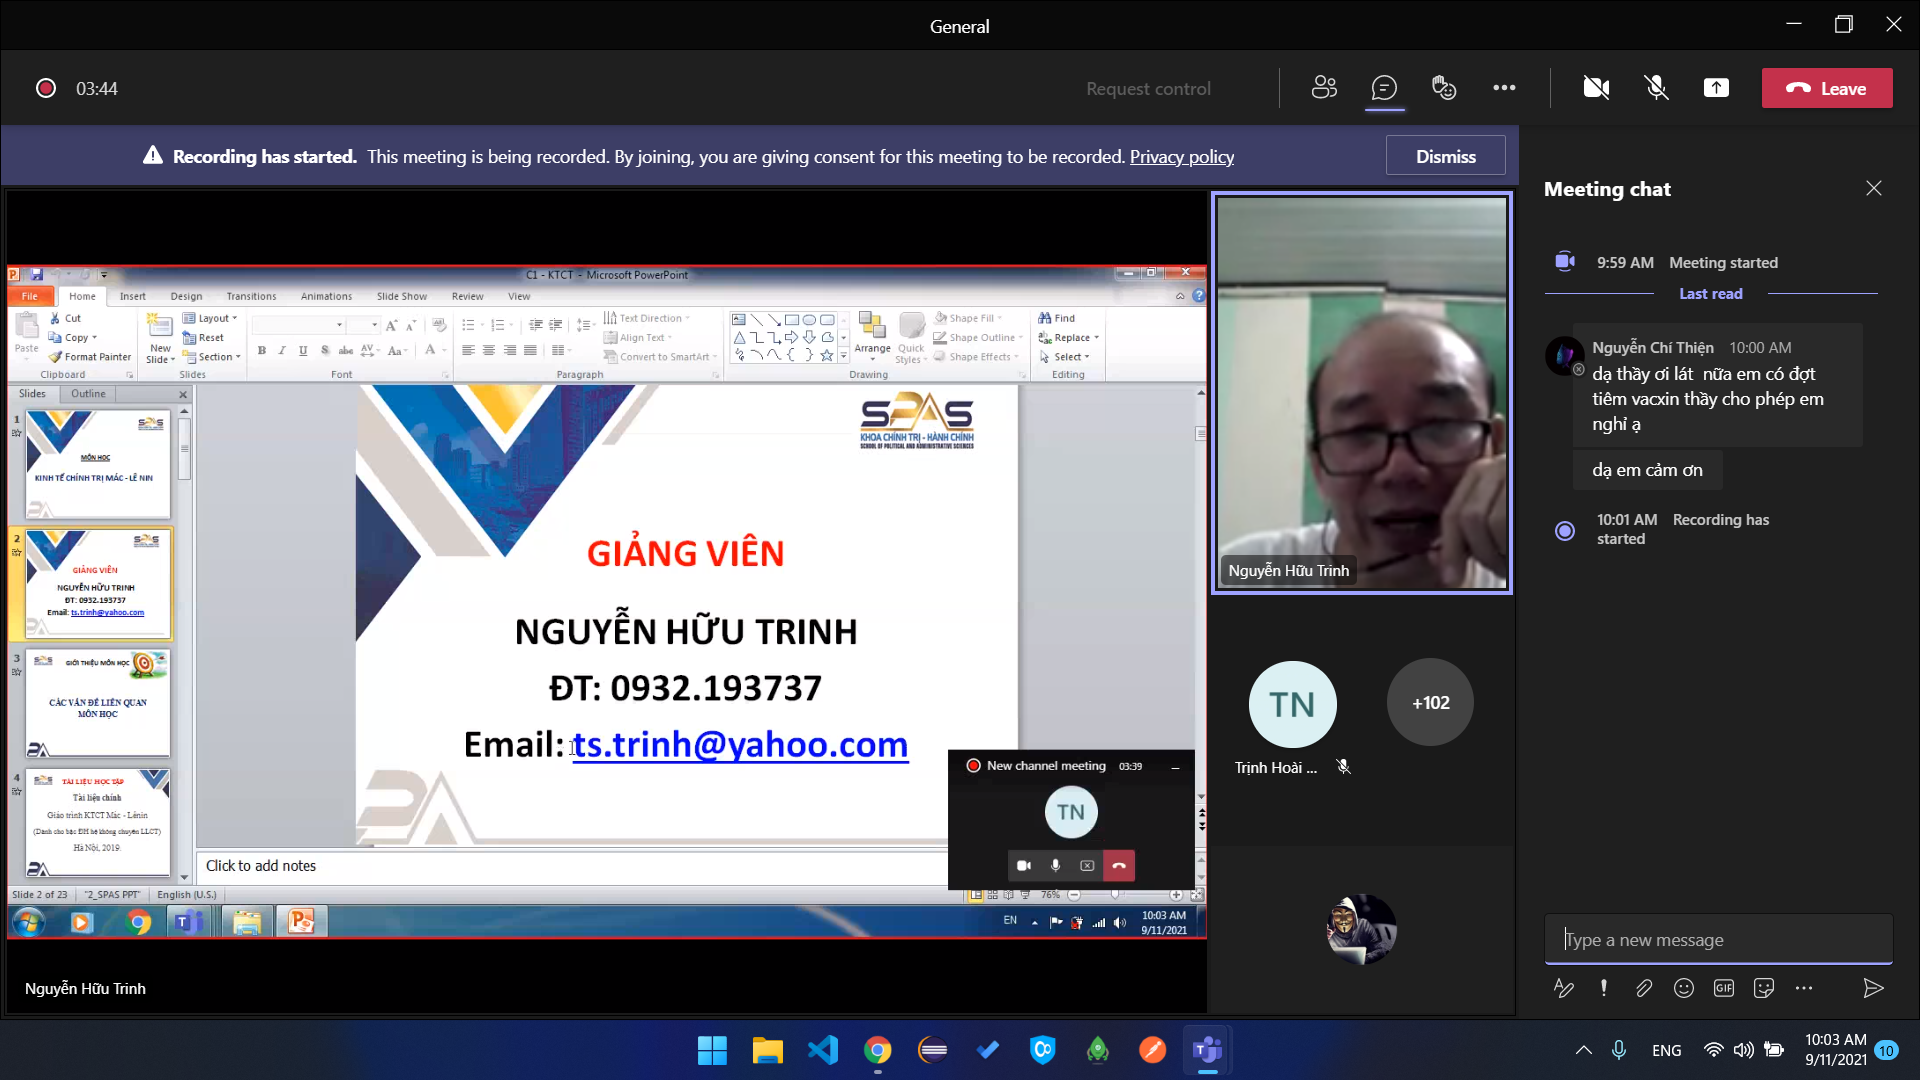 General
03:44
Request control
Leave
Recording has started. This meeting is being recorded. By joining, you are giving consent for this meeting to be recorded. Privacy policy
Dismiss
C1 - KTCT - Microsoft PowerPoint
File Home Insert Design Transitions Animations Slide Show Review View
Paste
Cut
Copy
Format Painter
Clipboard
New Slide
Layout
Reset
Section
Slides
Font
Text Direction
Align Text
Convert to SmartArt
Paragraph
Arrange
Quick Styles
Shape Fill
Shape Outline
Shape Effects
Drawing
Find
Replace
Select
Editing
Slides Outline
1
SPAS
MÔN HỌC
KINH TẾ CHÍNH TRỊ MÁC - LÊ NIN
2
SPAS
GIẢNG VIÊN
NGUYỄN HỮU TRINH
ĐT: 0932.193737
Email: ts.trinh@yahoo.com
3
SPAS
GIỚI THIỆU MÔN HỌC
CÁC VẤN ĐỀ LIÊN QUAN
MÔN HỌC
4
SPAS
TÀI LIỆU HỌC TẬP
Tài liệu chính
Giáo trình KTCT Mác - Lênin
(Dành cho bậc ĐH hệ không chuyên LLCT)
Hà Nội, 2019.
SPAS
KHOA CHÍNH TRỊ - HÀNH CHÍNH
SCHOOL OF POLITICAL AND ADMINISTRATIVE SCIENCES
GIẢNG VIÊN
NGUYỄN HỮU TRINH
ĐT: 0932.193737
Email: ts.trinh@yahoo.com
New channel meeting 03:39
TN
Click to add notes
Slide 2 of 23 "2_SPAS PPT" English (U.S.)
76%
EN
10:03 AM
9/11/2021
Nguyễn Hữu Trinh
Nguyễn Hữu Trinh
TN
Trịnh Hoài ...
+102
Meeting chat
9:59 AM Meeting started
Last read
Nguyễn Chí Thiện 10:00 AM
dạ thầy ơi lát nữa em có đợt
tiêm vacxin thầy cho phép em
nghỉ ạ
dạ em cảm ơn
10:01 AM Recording has
started
Type a new message
GIF
ENG
10:03 AM
9/11/2021
10